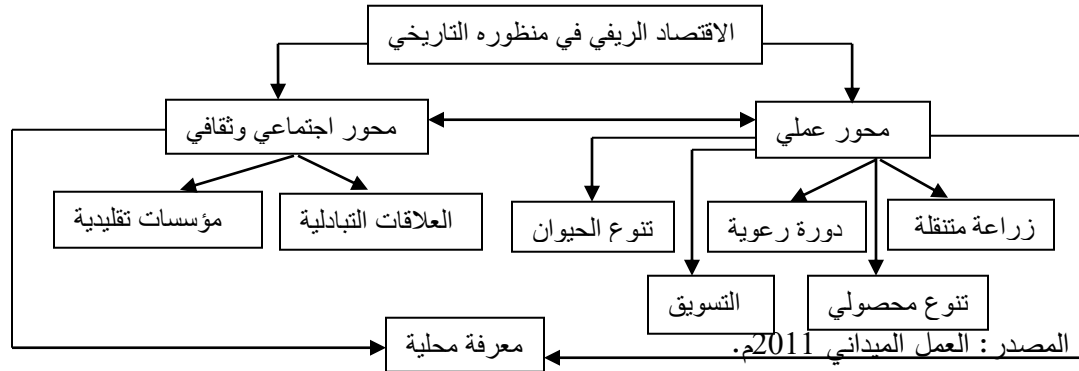 الاقتصاد الريفي في منظوره التاريخي
محور عملي
محور اجتماعي وثقافي
زراعة متنقلة
دورة رعوية
تنوع الحيوان
العلاقات التبادلية
مؤسسات تقليدية
تنوع محصولي
التسويق
معرفة محلية
المصدر: العمل الميداني 2011م.